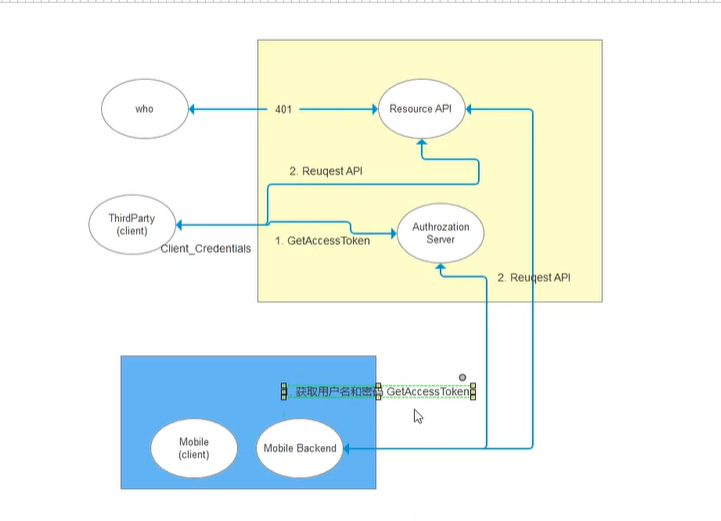 who
401
Resource API
2. Reuqest API
ThirdParty
(client)
Client_Credentials
1. GetAccessToken
Authrozation
Server
2. Reuqest API
获取用户名和密码 GetAccessToken
Mobile
(client)
Mobile Backend